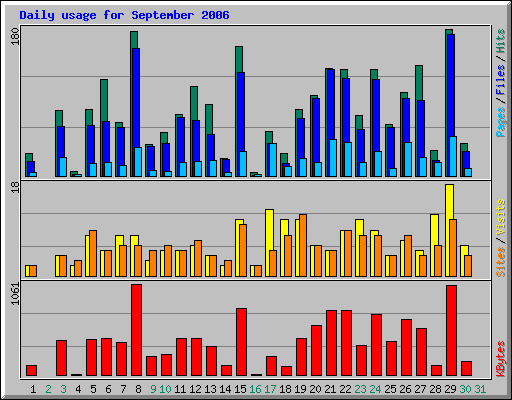 Daily usage for September 2006
180
Pages / Files / Hits
18
Sites / Visits
1061
KBytes
1 2 3 4 5 6 7 8 9 10 11 12 13 14 15 16 17 18 19 20 21 22 23 24 25 26 27 28 29 30 31